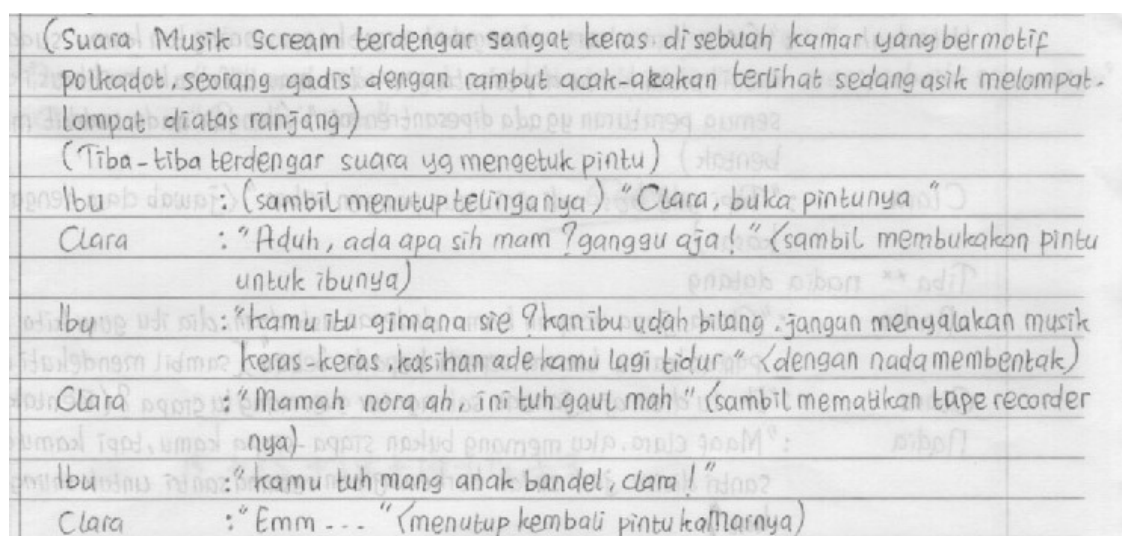 (Suara Musik Scream terdengar sangat keras. disebuah kamar yang bermotif
Polkadot, seorang gadis dengan rambut acak-akakan terlihat sedang asik melompat-
lompat diatas ranjang.)
(Tiba-tiba terdengar suara yg mengetuk pintu)
Ibu : (sambil menutup telinganya) "Clara, buka pintunya"
Clara : "Aduh, ada apa sih mam ? ganggu aja!" (sambil membukakan pintu
untuk ibunya)
Ibu : "kamu itu gimana sie ? kan ibu udah bilang . jangan menyalakan musik
keras-keras, kasihan ade kamu lagi tidur" (dengan nada membentak)
Clara : "Mamah nora ah, ini tuh gaul mah" (sambil mematikan tape recorder
nya)
Ibu : "kamu tuh mang anak bandel, clara!"
Clara : "Emm ..." (menutup kembali pintu kamarnya)